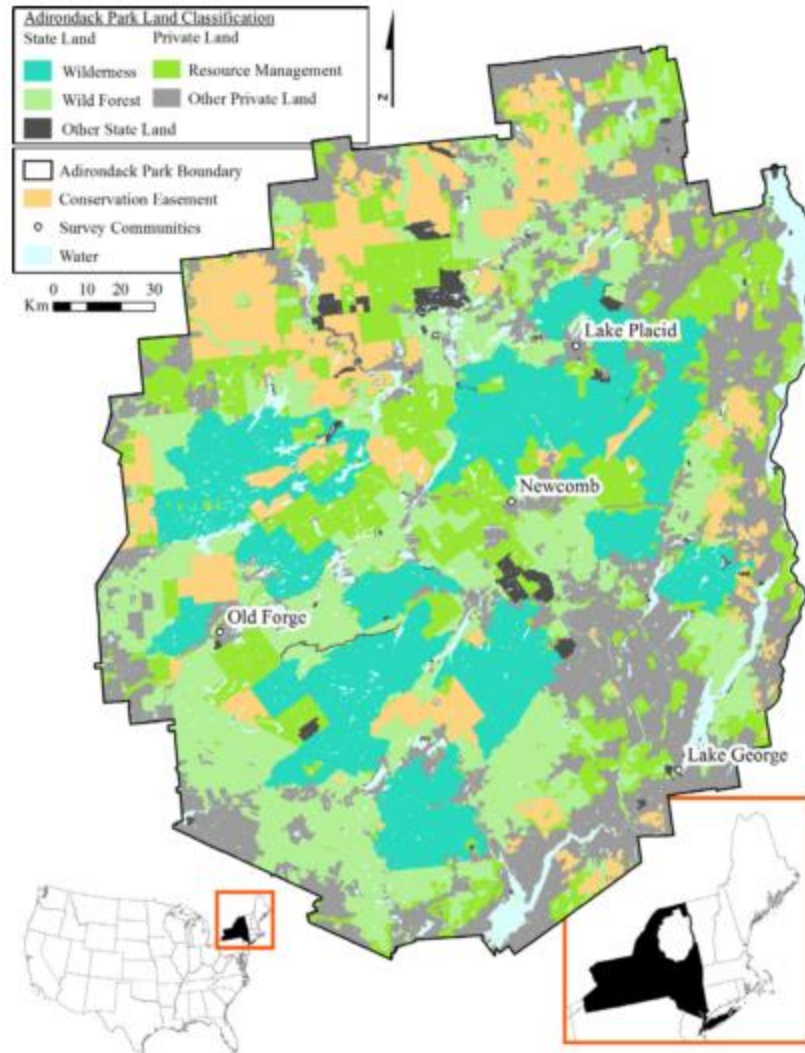 Adirondack Park Land Classification
State Land Private Land
Wilderness Resource Management
Wild Forest Other Private Land
Other State Land
N
Adirondack Park Boundary
Conservation Easement
Survey Communities
Water
0 10 20 30
Km
Lake Placid
Newcomb
Old Forge
Lake George